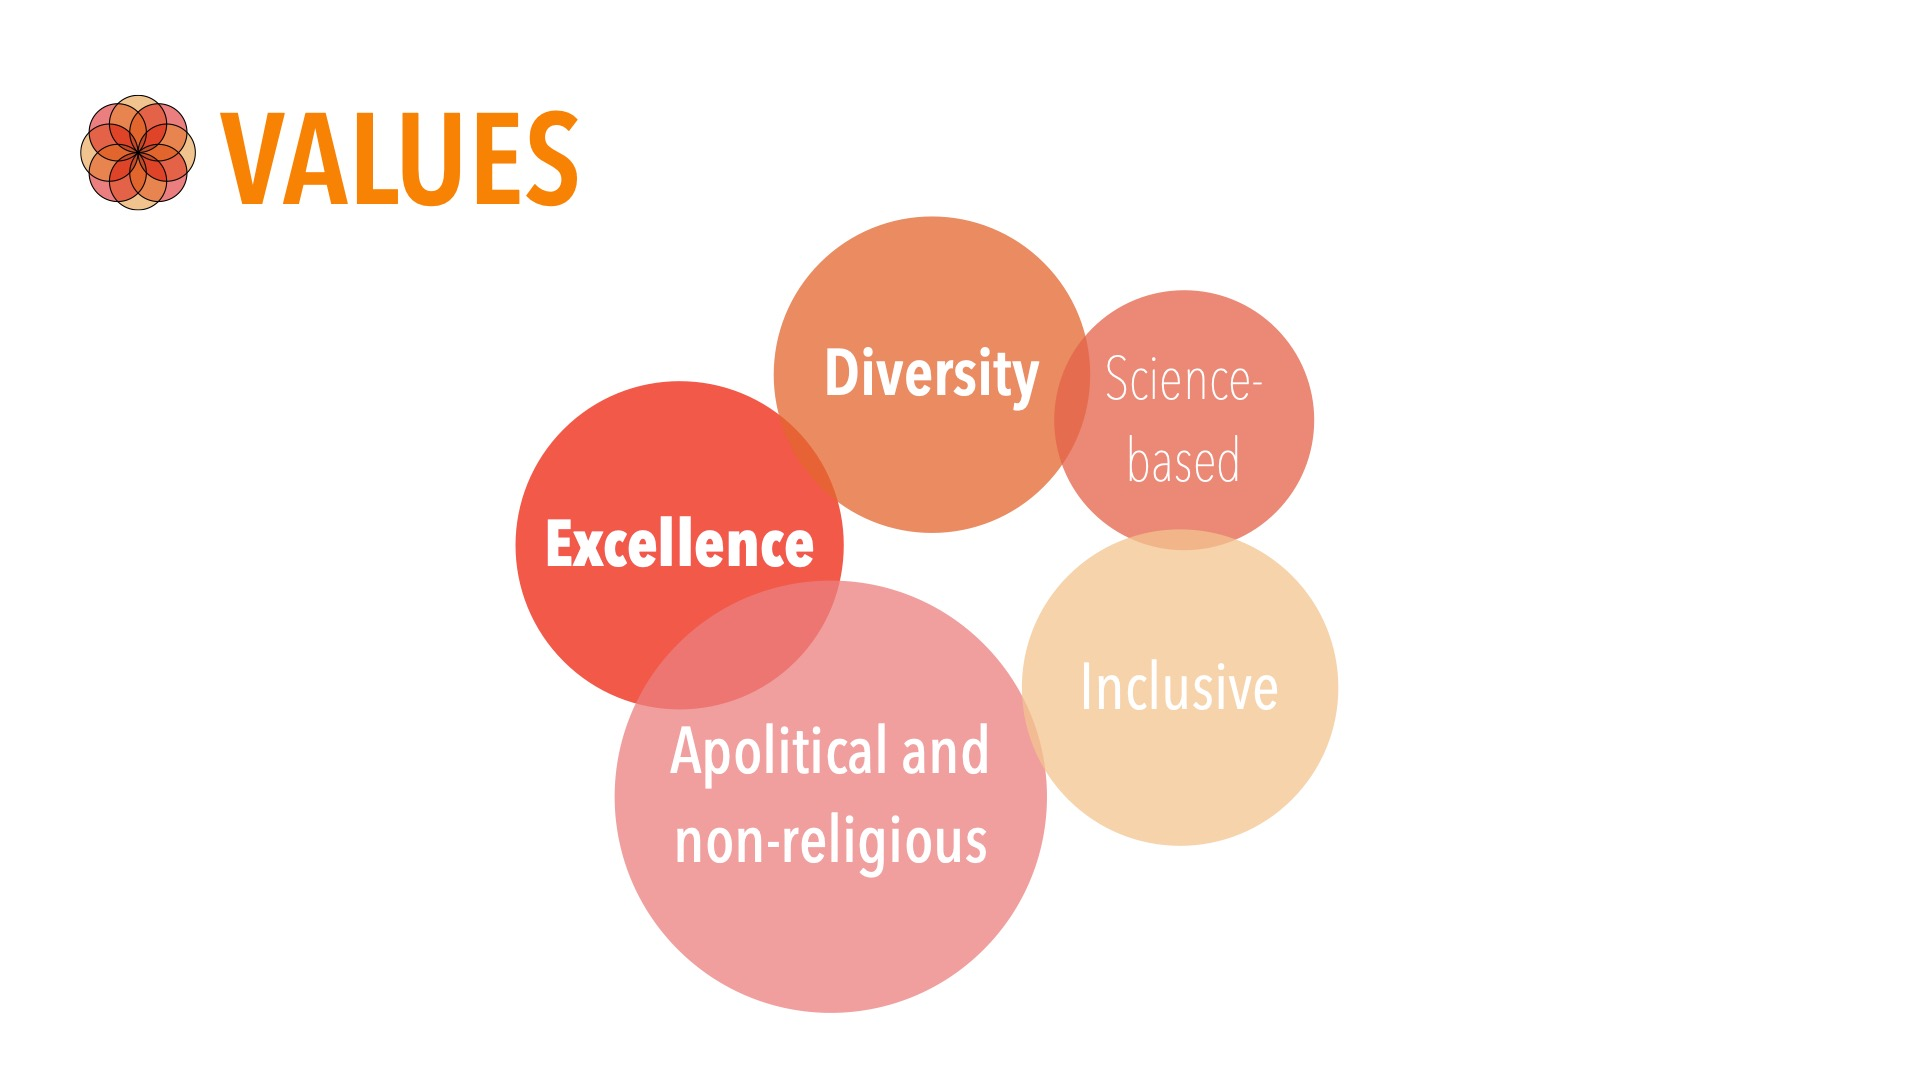 VALUES
Diversity
Science-
based
Excellence
Inclusive
Apolitical and
non-religious